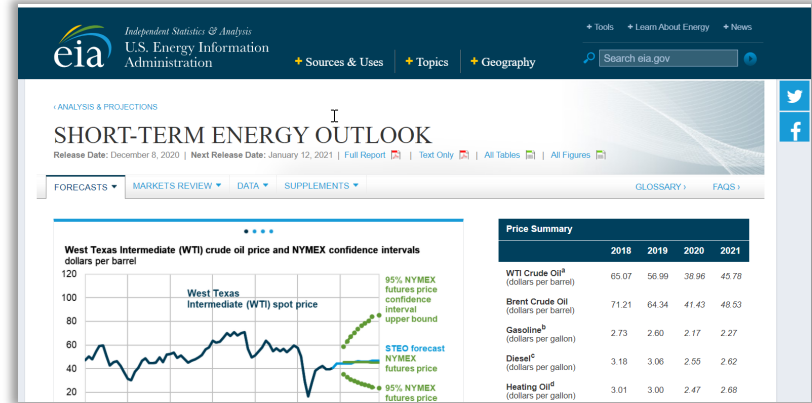 Independent Statistics & Analysis
eia
U.S. Energy Information
Administration
+ Sources & Uses
+ Topics
+ Geography
+ Tools
+ Learn About Energy
+ News
Search eia.gov
‹ ANALYSIS & PROJECTIONS
SHORT-TERM ENERGY OUTLOOK
Release Date: December 8, 2020 | Next Release Date: January 12, 2021 | Full Report | Text Only | All Tables | All Figures
FORECASTS MARKETS REVIEW DATA SUPPLEMENTS GLOSSARY › FAQS ›
West Texas Intermediate (WTI) crude oil price and NYMEX confidence intervals
dollars per barrel
120
100
80
60
40
20
West Texas
Intermediate (WTI) spot price
95% NYMEX
futures price
confidence
interval
upper bound
STEO forecast
NYMEX
futures price
95% NYMEX
futures price
Price Summary
2018 2019 2020 2021
WTI Crude Oilᵃ 65.07 56.99 38.96 45.78
(dollars per barrel)
Brent Crude Oil 71.21 64.34 41.43 48.53
(dollars per barrel)
Gasolineᵇ 2.73 2.60 2.17 2.27
(dollars per gallon)
Dieselᶜ 3.18 3.06 2.55 2.62
(dollars per gallon)
Heating Oilᵈ 3.01 3.00 2.47 2.68
(dollars per gallon)